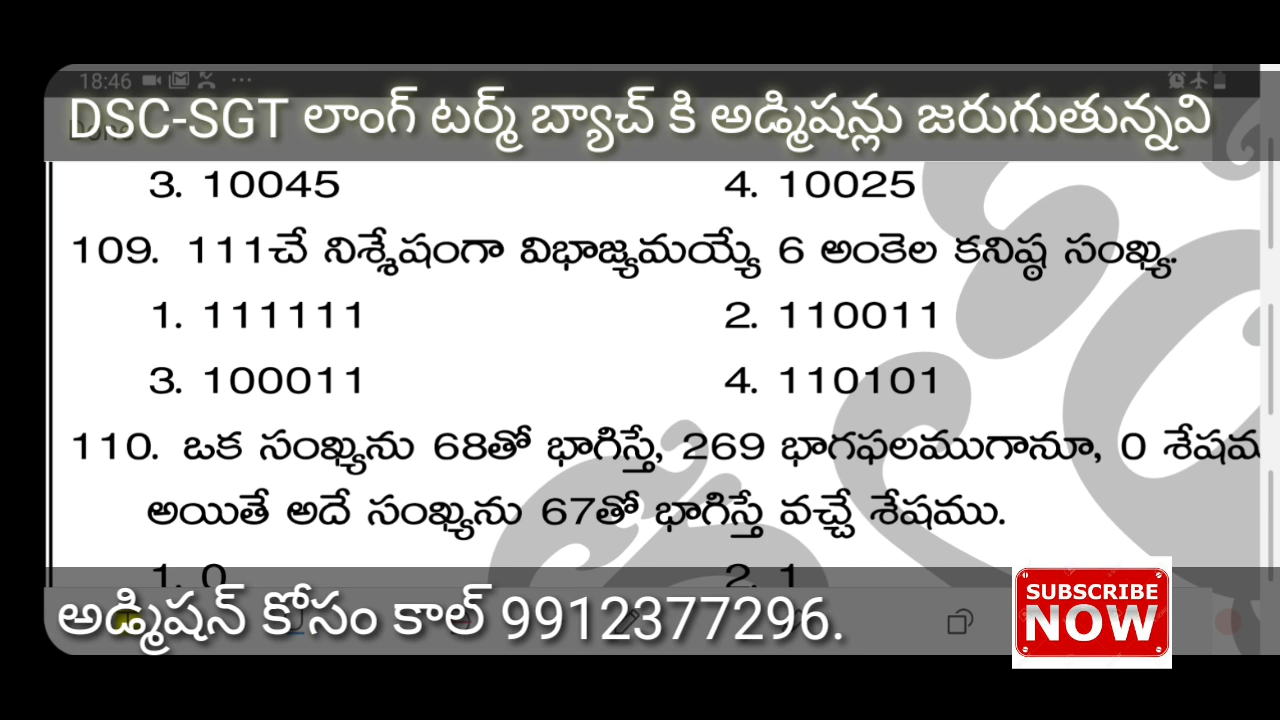 18:46
DSC-SGT లాంగ్ టర్మ్ బ్యాచ్ కి అడ్మిషన్లు జరుగుతున్నవి
3. 10045
4. 10025
109. 111చే నిశ్శేషంగా విభాజ్యమయ్యే 6 అంకెల కనిష్ఠ సంఖ్య.
1. 111111
2. 110011
3. 100011
4. 110101
110. ఒక సంఖ్యను 68తో భాగిస్తే, 269 భాగఫలముగానూ, 0 శేషమ
అయితే అదే సంఖ్యను 67తో భాగిస్తే వచ్చే శేషము.
1. 0
2. 1
అడ్మిషన్ కోసం కాల్ 9912377296.
SUBSCRIBE
NOW